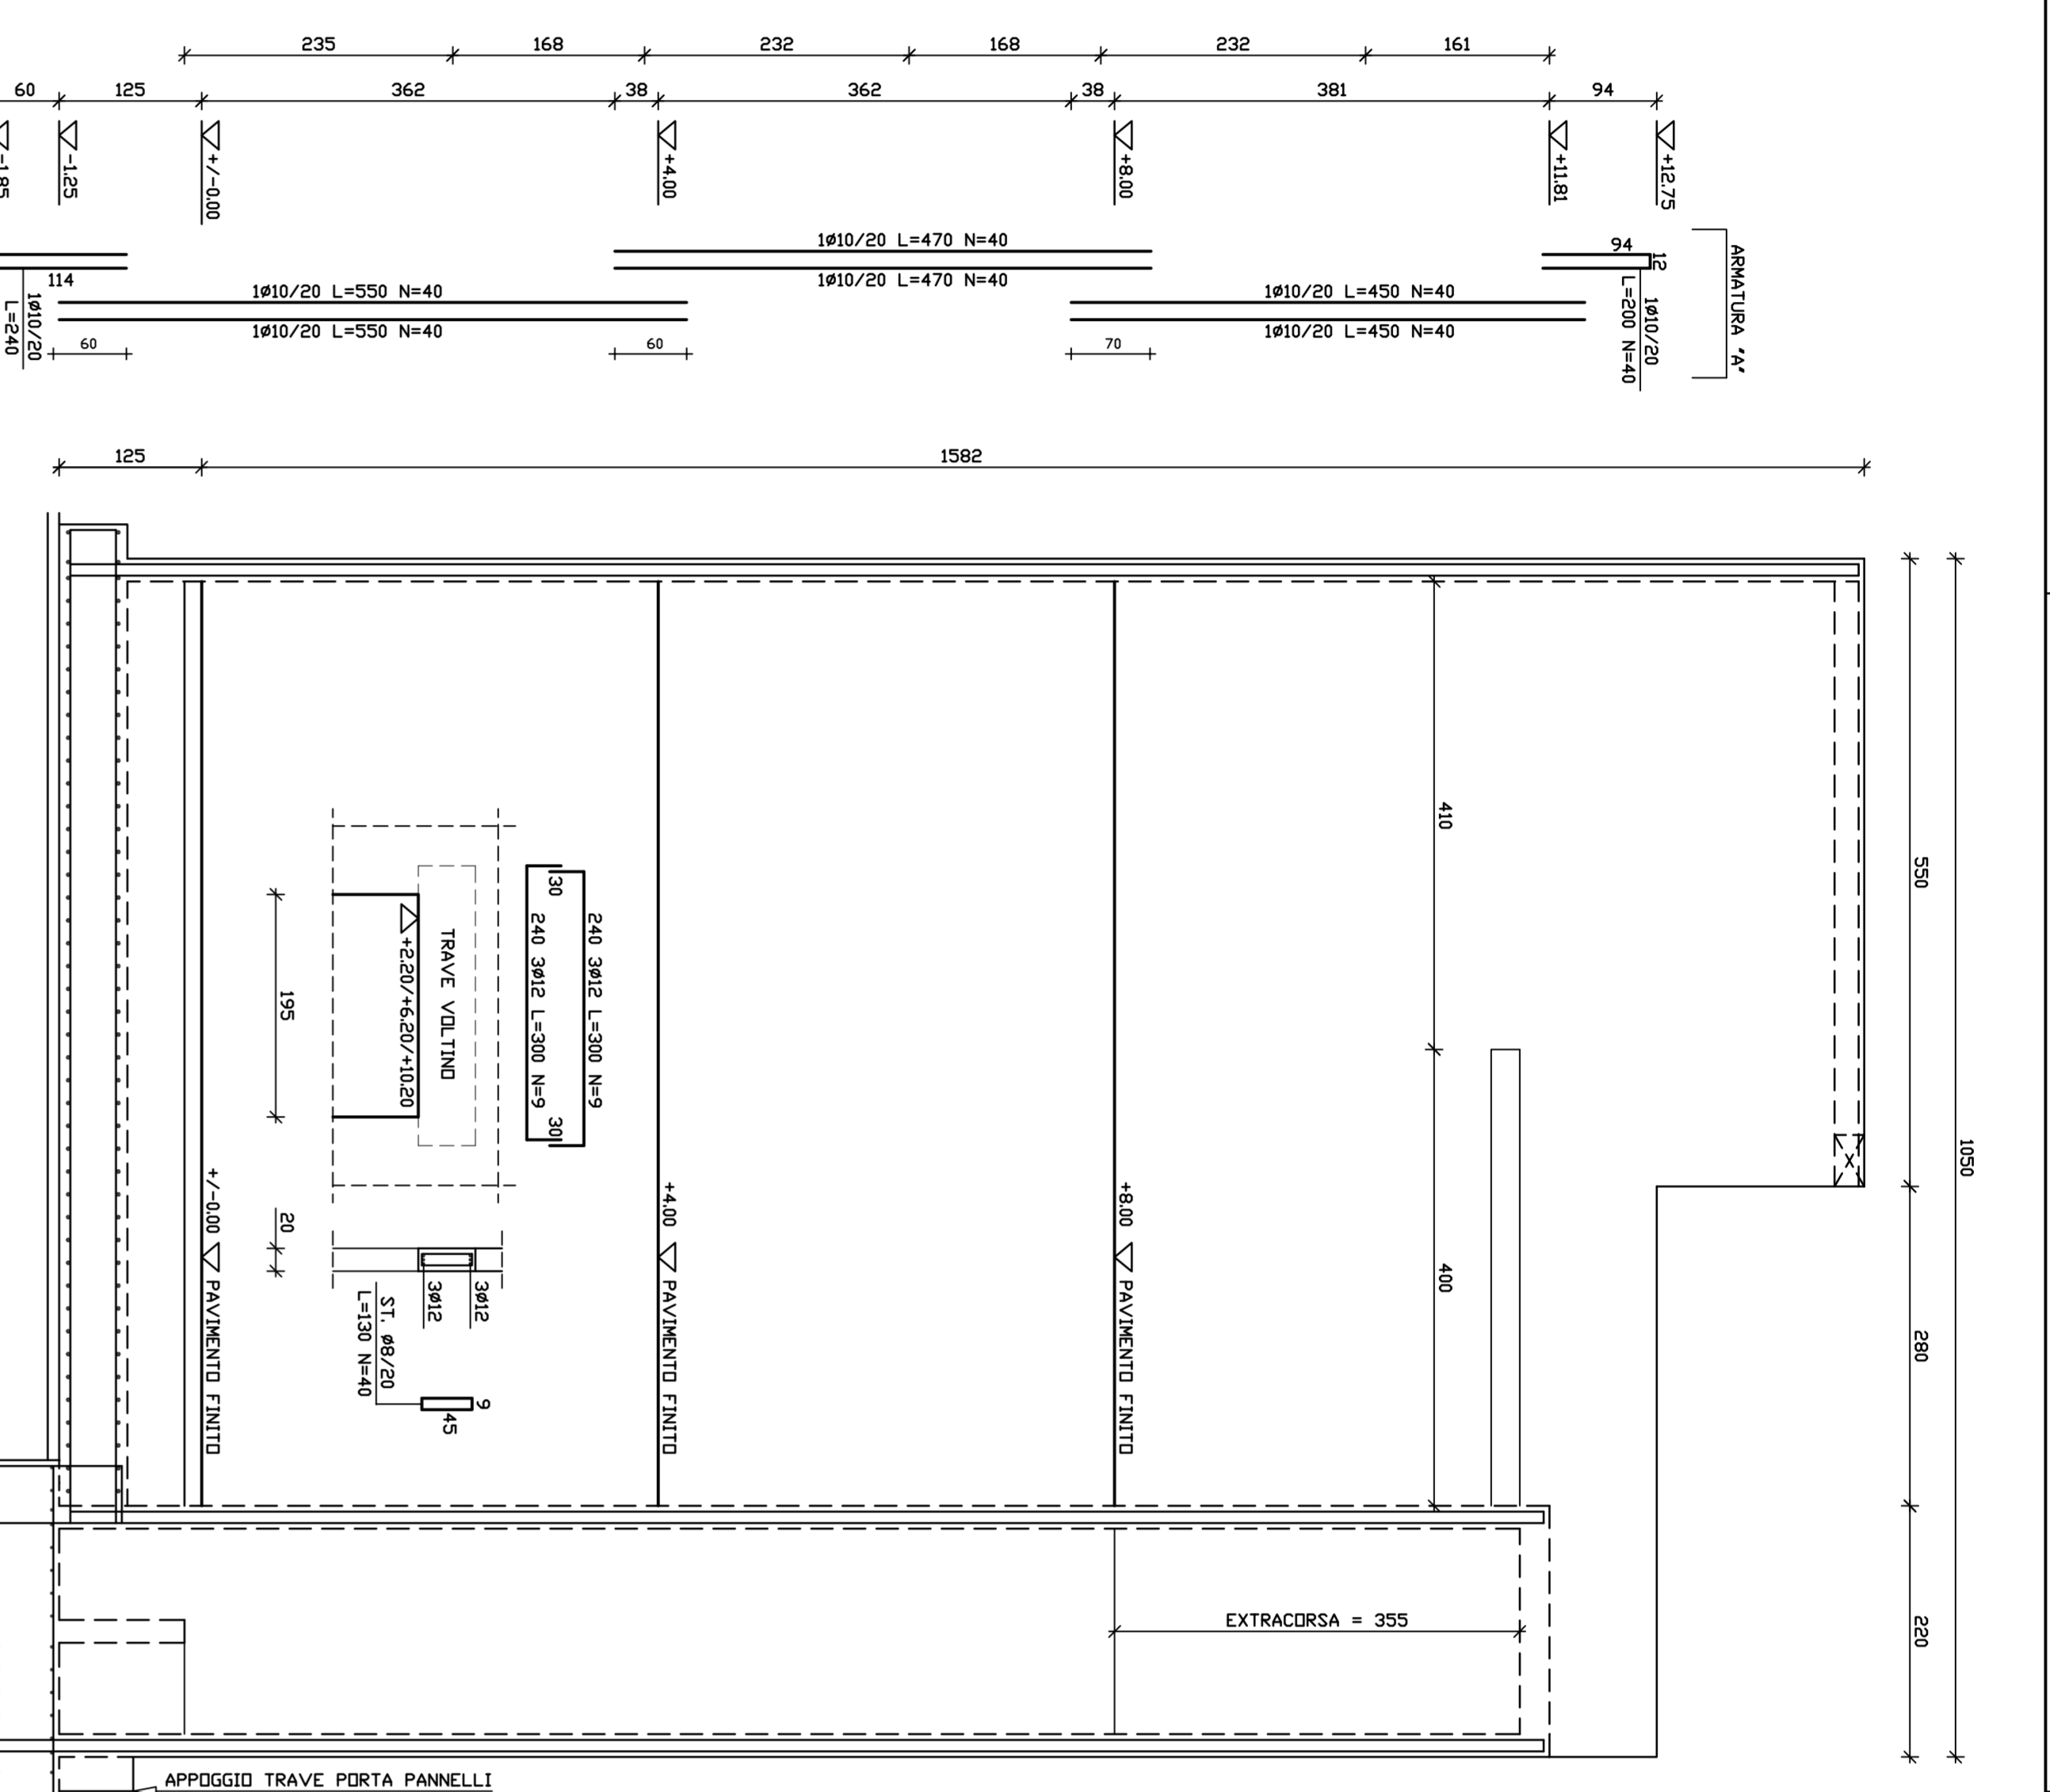 235 168 232 168 232 161
60 125 362 38 362 38 381 94
-1.85
-1.25
+/-0.00
+4.00
+8.00
+11.81
+12.75
1ø10/20 L=470 N=40
1ø10/20 L=470 N=40
94
12
1ø10/20
L=200 N=40
ARMATURA "A"
114
1ø10/20
L=240
1ø10/20 L=550 N=40
1ø10/20 L=550 N=40
1ø10/20 L=450 N=40
1ø10/20 L=450 N=40
60
60
70
125
1582
410
400
550
280
220
1050
30
240 3ø12 L=300 N=9
240 3ø12 L=300 N=9
30
TRAVE VOLTINO
+2.20/+6.20/+10.20
195
20
3ø12
3ø12
ST. ø8/20
L=130 N=40
9
45
+/-0.00 PAVIMENTO FINITO
+4.00 PAVIMENTO FINITO
+8.00 PAVIMENTO FINITO
EXTRACORSA = 355
APPOGGIO TRAVE PORTA PANNELLI